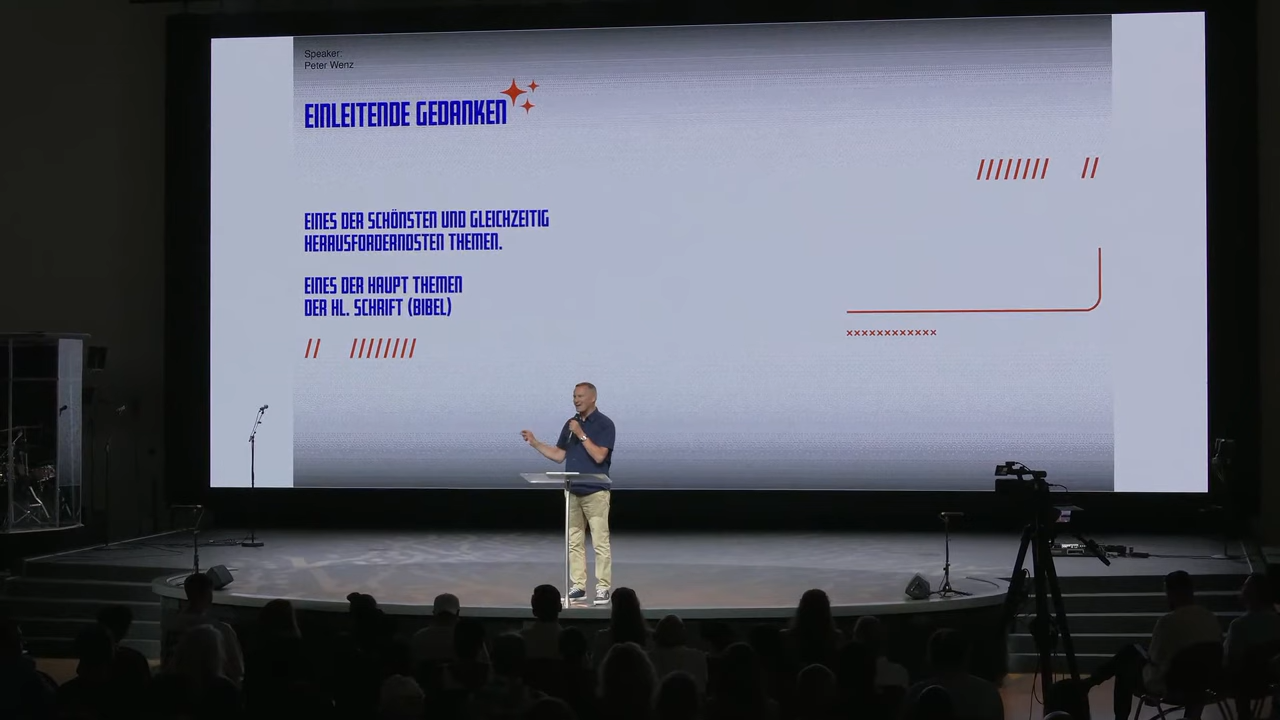 Speaker:
Peter Wenz
EINLEITENDE GEDANKEN
EINES DER SCHÖNSTEN UND GLEICHZEITIG
HERAUSFORDERNDSTEN THEMEN.
EINES DER HAUPT THEMEN
DER HL. SCHRIFT (BIBEL)